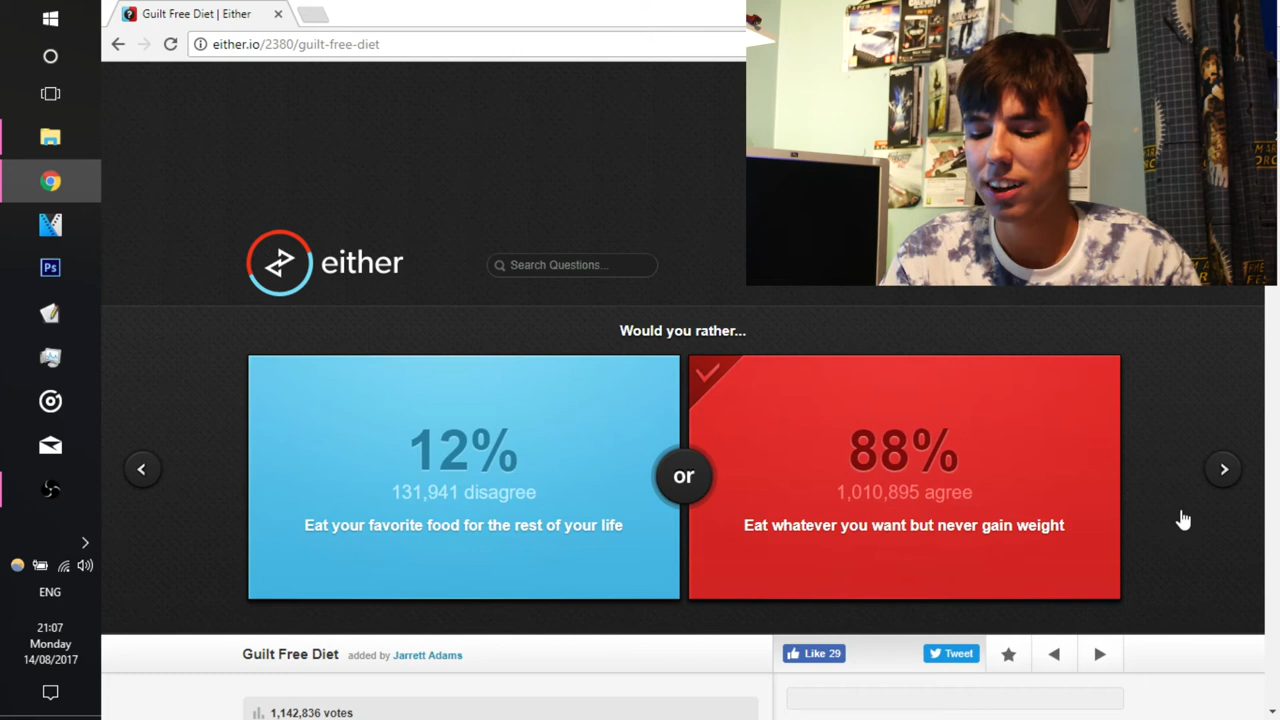 Guilt Free Diet | Either
either.io/2380/guilt-free-diet
either
Search Questions...
Would you rather...
12%
131,941 disagree
Eat your favorite food for the rest of your life
or
88%
1,010,895 agree
Eat whatever you want but never gain weight
Guilt Free Diet added by Jarrett Adams
Like 29
Tweet
1,142,836 votes
Ps
ENG
21:07
Monday
14/08/2017